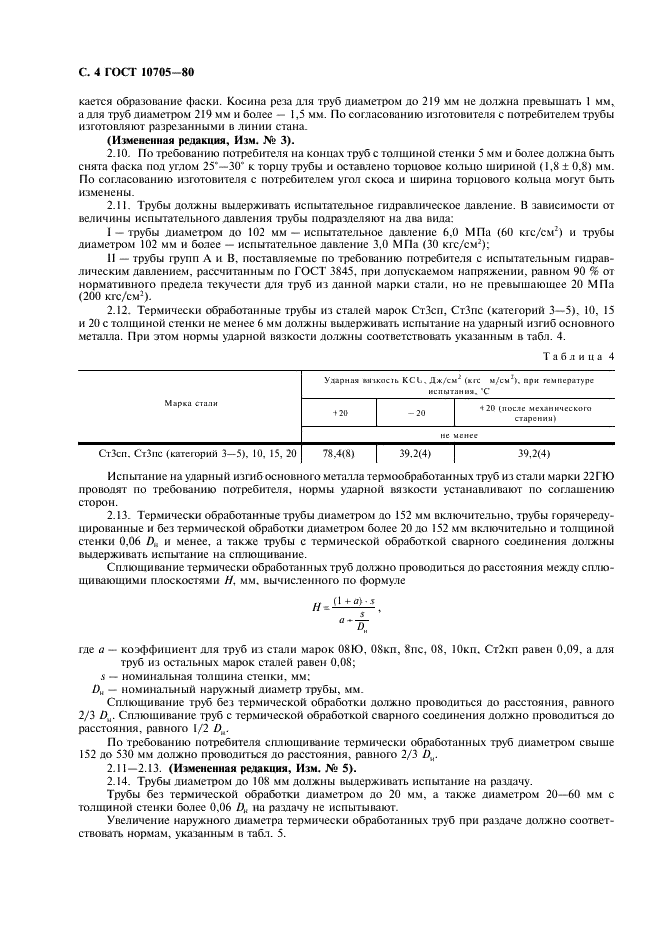 С. 4 ГОСТ 10705—80
кается образование фаски. Косина реза для труб диаметром до 219 мм не должна превышать 1 мм,
а для труб диаметром 219 мм и более — 1,5 мм. По согласованию изготовителя с потребителем трубы
изготовляют разрезанными в линии стана.
(Измененная редакция, Изм. № 3).
2.10. По требованию потребителя на концах труб с толщиной стенки 5 мм и более должна быть
снята фаска под углом 25°—30° к торцу трубы и оставлено торцовое кольцо шириной (1,8 ± 0,8) мм.
По согласованию изготовителя с потребителем угол скоса и ширина торцового кольца могут быть
изменены.
2.11. Трубы должны выдерживать испытательное гидравлическое давление. В зависимости от
величины испытательного давления трубы подразделяют на два вида:
I — трубы диаметром до 102 мм — испытательное давление 6,0 МПа (60 кгс/см²) и трубы
диаметром 102 мм и более — испытательное давление 3,0 МПа (30 кгс/см²);
II — трубы групп А и В, поставляемые по требованию потребителя с испытательным гидрав-
лическим давлением, рассчитанным по ГОСТ 3845, при допускаемом напряжении, равном 90 % от
нормативного предела текучести для труб из данной марки стали, но не превышающее 20 МПа
(200 кгс/см²).
2.12. Термически обработанные трубы из сталей марок Ст3сп, Ст3пс (категорий 3—5), 10, 15
и 20 с толщиной стенки не менее 6 мм должны выдерживать испытание на ударный изгиб основного
металла. При этом нормы ударной вязкости должны соответствовать указанным в табл. 4.
Таблица 4
Марка стали
Ударная вязкость KCU, Дж/см² (кгс м/см²), при температуре
испытания, °С
+20
−20
+20 (после механического
старения)
не менее
Ст3сп, Ст3пс (категорий 3—5), 10, 15, 20 78,4(8) 39,2(4) 39,2(4)
Испытание на ударный изгиб основного металла термообработанных труб из стали марки 22ГЮ
проводят по требованию потребителя, нормы ударной вязкости устанавливают по соглашению
сторон.
2.13. Термически обработанные трубы диаметром до 152 мм включительно, трубы горячереду-
цированные и без термической обработки диаметром более 20 до 152 мм включительно и толщиной
стенки 0,06 Dн и менее, а также трубы с термической обработкой сварного соединения должны
выдерживать испытание на сплющивание.
Сплющивание термически обработанных труб должно проводиться до расстояния между сплю-
щивающими плоскостями H, мм, вычисленного по формуле
H = (1 + a) · s / (a + s/Dн) ,
где a — коэффициент для труб из стали марок 08Ю, 08кп, 8пс, 08, 10кп, Ст2кп равен 0,09, а для
труб из остальных марок сталей равен 0,08;
s — номинальная толщина стенки, мм;
Dн — номинальный наружный диаметр трубы, мм.
Сплющивание труб без термической обработки должно проводиться до расстояния, равного
2/3 Dн. Сплющивание труб с термической обработкой сварного соединения должно проводиться до
расстояния, равного 1/2 Dн.
По требованию потребителя сплющивание термически обработанных труб диаметром свыше
152 до 530 мм должно проводиться до расстояния, равного 2/3 Dн.
2.11—2.13. (Измененная редакция, Изм. № 5).
2.14. Трубы диаметром до 108 мм должны выдерживать испытание на раздачу.
Трубы без термической обработки диаметром до 20 мм, а также диаметром 20—60 мм с
толщиной стенки более 0,06 Dн на раздачу не испытывают.
Увеличение наружного диаметра термически обработанных труб при раздаче должно соответ-
ствовать нормам, указанным в табл. 5.